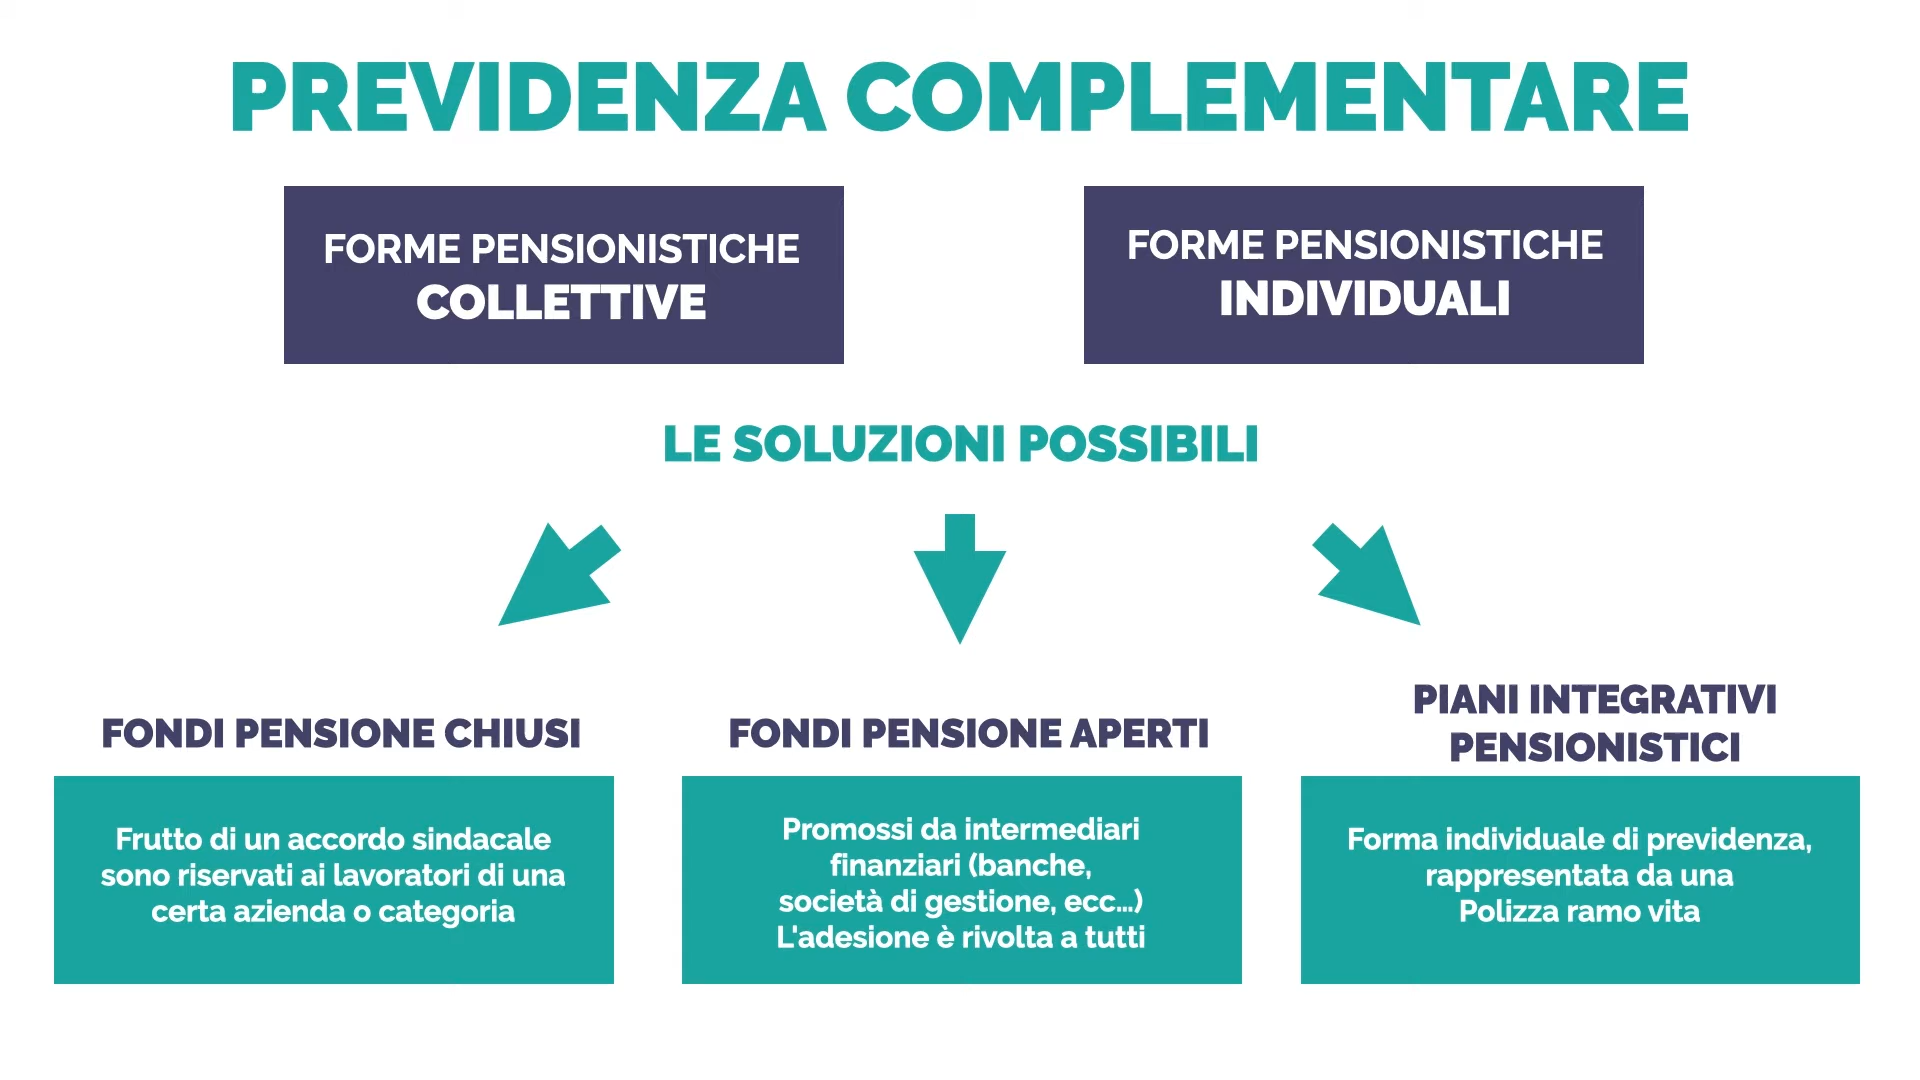 PREVIDENZA COMPLEMENTARE
FORME PENSIONISTICHE
COLLETTIVE
FORME PENSIONISTICHE
INDIVIDUALI
LE SOLUZIONI POSSIBILI
FONDI PENSIONE CHIUSI
Frutto di un accordo sindacale
sono riservati ai lavoratori di una
certa azienda o categoria
FONDI PENSIONE APERTI
Promossi da intermediari
finanziari (banche,
società di gestione, ecc...)
L'adesione è rivolta a tutti
PIANI INTEGRATIVI
PENSIONISTICI
Forma individuale di previdenza,
rappresentata da una
Polizza ramo vita